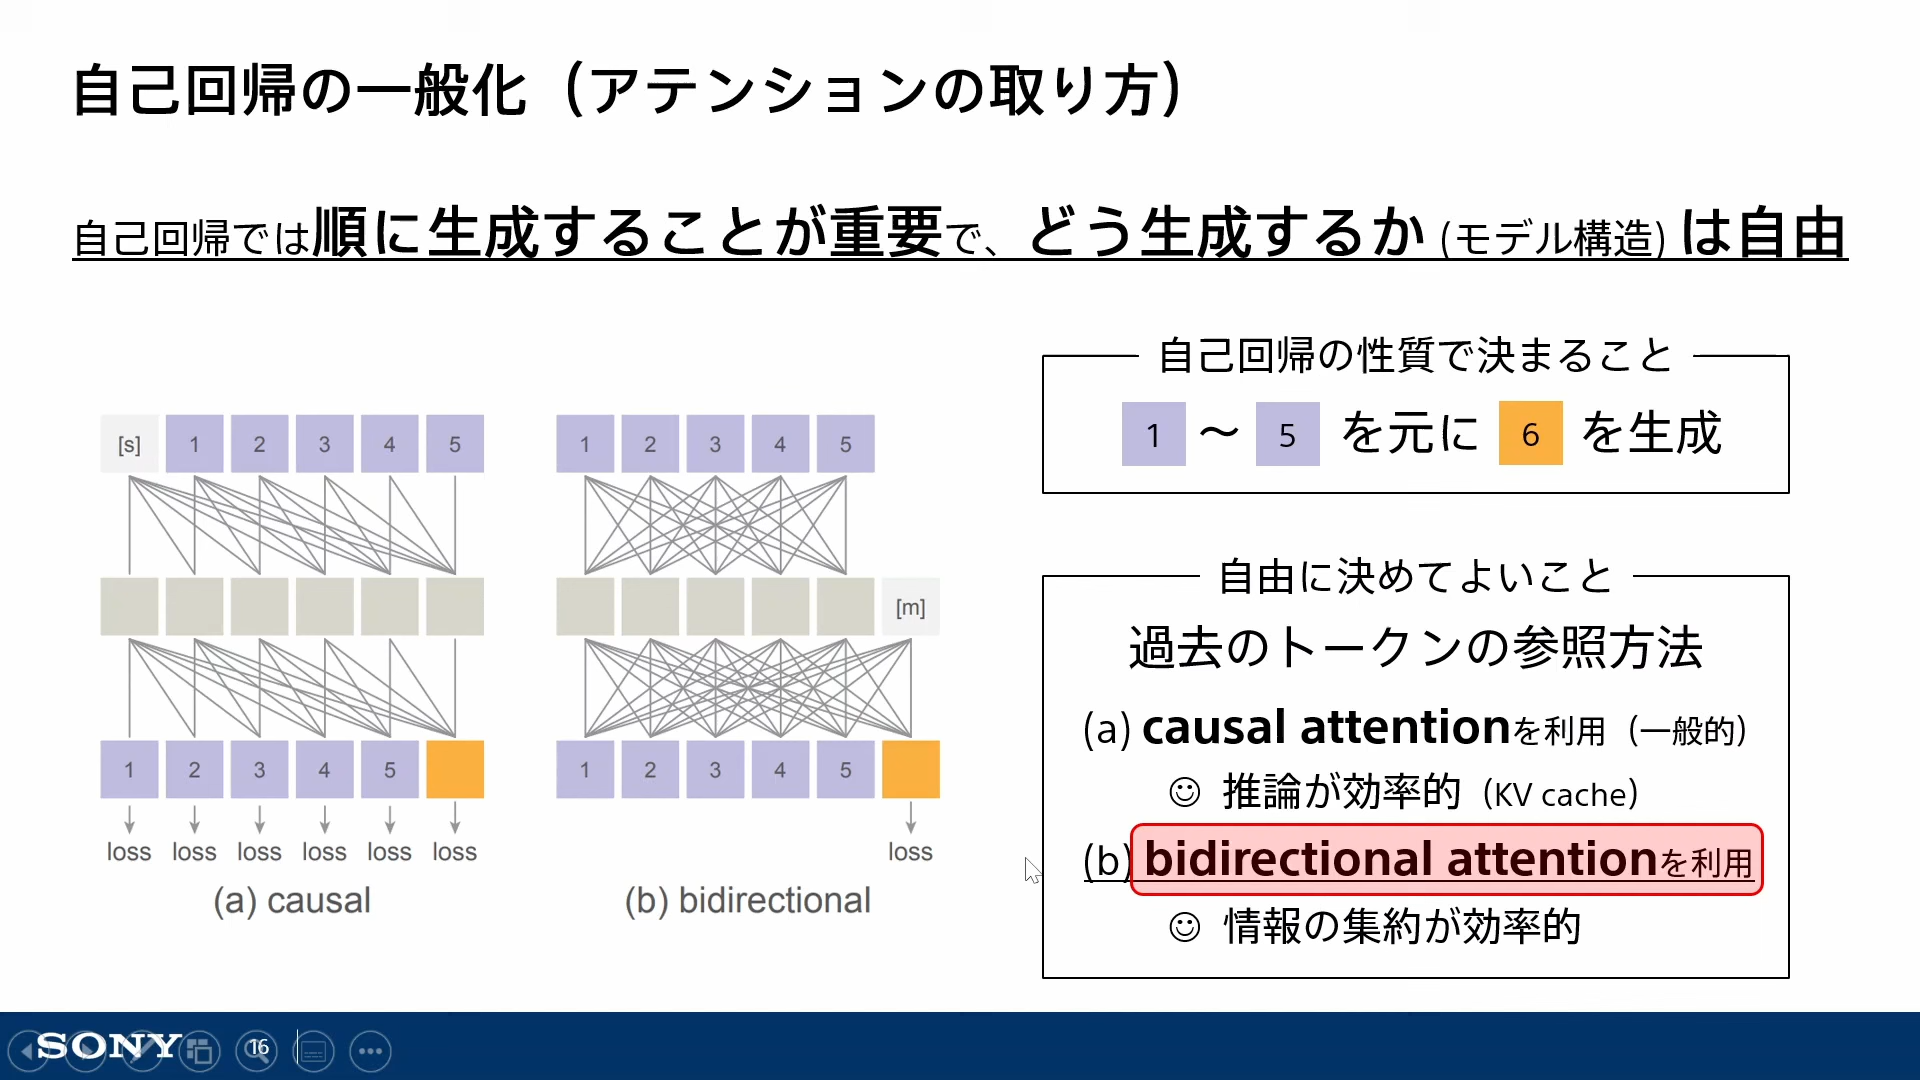 自己回帰の一般化（アテンションの取り方）
自己回帰では順に生成することが重要で、どう生成するか (モデル構造) は自由
[s] 1 2 3 4 5
1 2 3 4 5 loss loss loss loss loss loss
(a) causal
1 2 3 4 5
[m]
1 2 3 4 5
loss
(b) bidirectional
自己回帰の性質で決まること
1 ～ 5 を元に 6 を生成
自由に決めてよいこと
過去のトークンの参照方法
(a) causal attentionを利用（一般的）
☺ 推論が効率的（KV cache）
(b) bidirectional attentionを利用
☺ 情報の集約が効率的
SONY 16